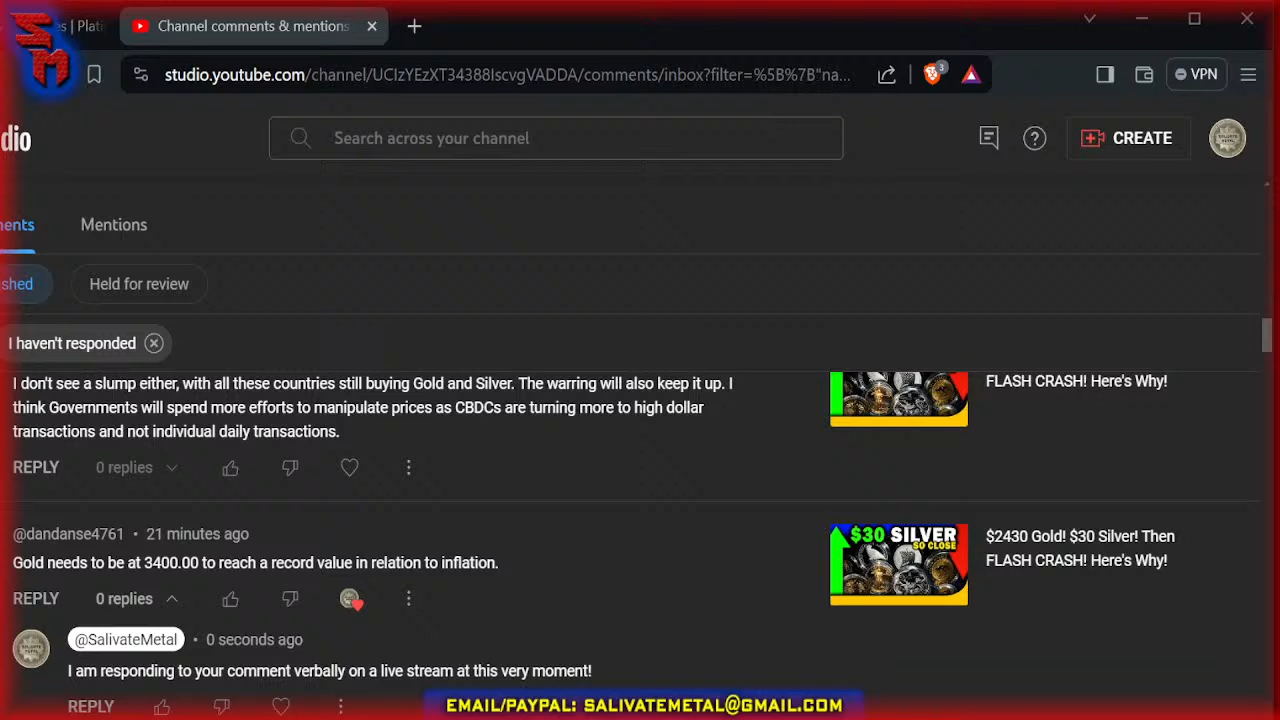 SM
es | Plati
Channel comments & mentions
studio.youtube.com/channel/UCIzYEzXT34388IscvgVADDA/comments/inbox?filter=%5B%7B"na...
3
VPN
dio
Search across your channel
CREATE
nents
Mentions
shed
Held for review
I haven't responded
I don't see a slump either, with all these countries still buying Gold and Silver. The warring will also keep it up. I
think Governments will spend more efforts to manipulate prices as CBDCs are turning more to high dollar
transactions and not individual daily transactions.
FLASH CRASH! Here's Why!
REPLY 0 replies
@dandanse4761 • 21 minutes ago
Gold needs to be at 3400.00 to reach a record value in relation to inflation.
$30 SILVER
SO CLOSE
$2430 Gold! $30 Silver! Then
FLASH CRASH! Here's Why!
REPLY 0 replies
@SalivateMetal • 0 seconds ago
I am responding to your comment verbally on a live stream at this very moment!
REPLY
EMAIL/PAYPAL: SALIVATEMETAL@GMAIL.COM